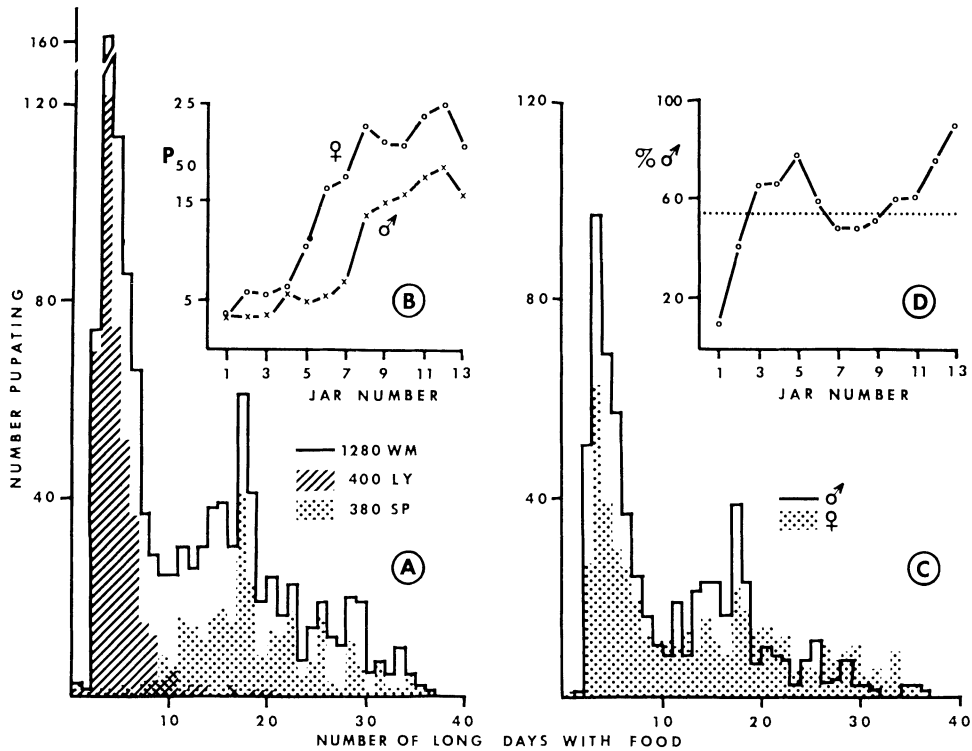 160
120
80
40
NUMBER PUPATING
25
P
50
15
5
♀
♂
B
1 3 5 7 9 11 13
JAR NUMBER
1280 WM
400 LY
380 SP
A
10 20 30 40
120
80
40
100
% ♂
60
20
D
1 3 5 7 9 11 13
JAR NUMBER
♂
♀
C
10 20 30 40
NUMBER OF LONG DAYS WITH FOOD